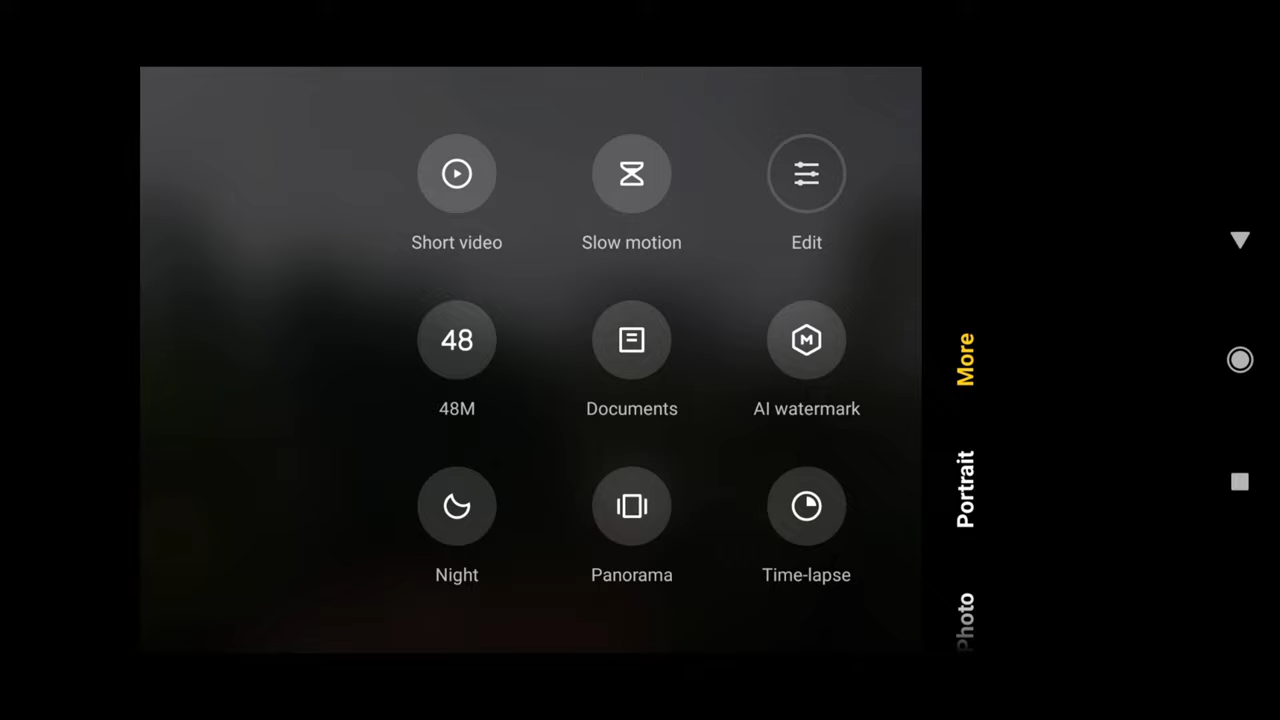 Short video
Slow motion
Edit
48
48M
Documents
M
AI watermark
Night
Panorama
Time-lapse
More
Portrait
Photo